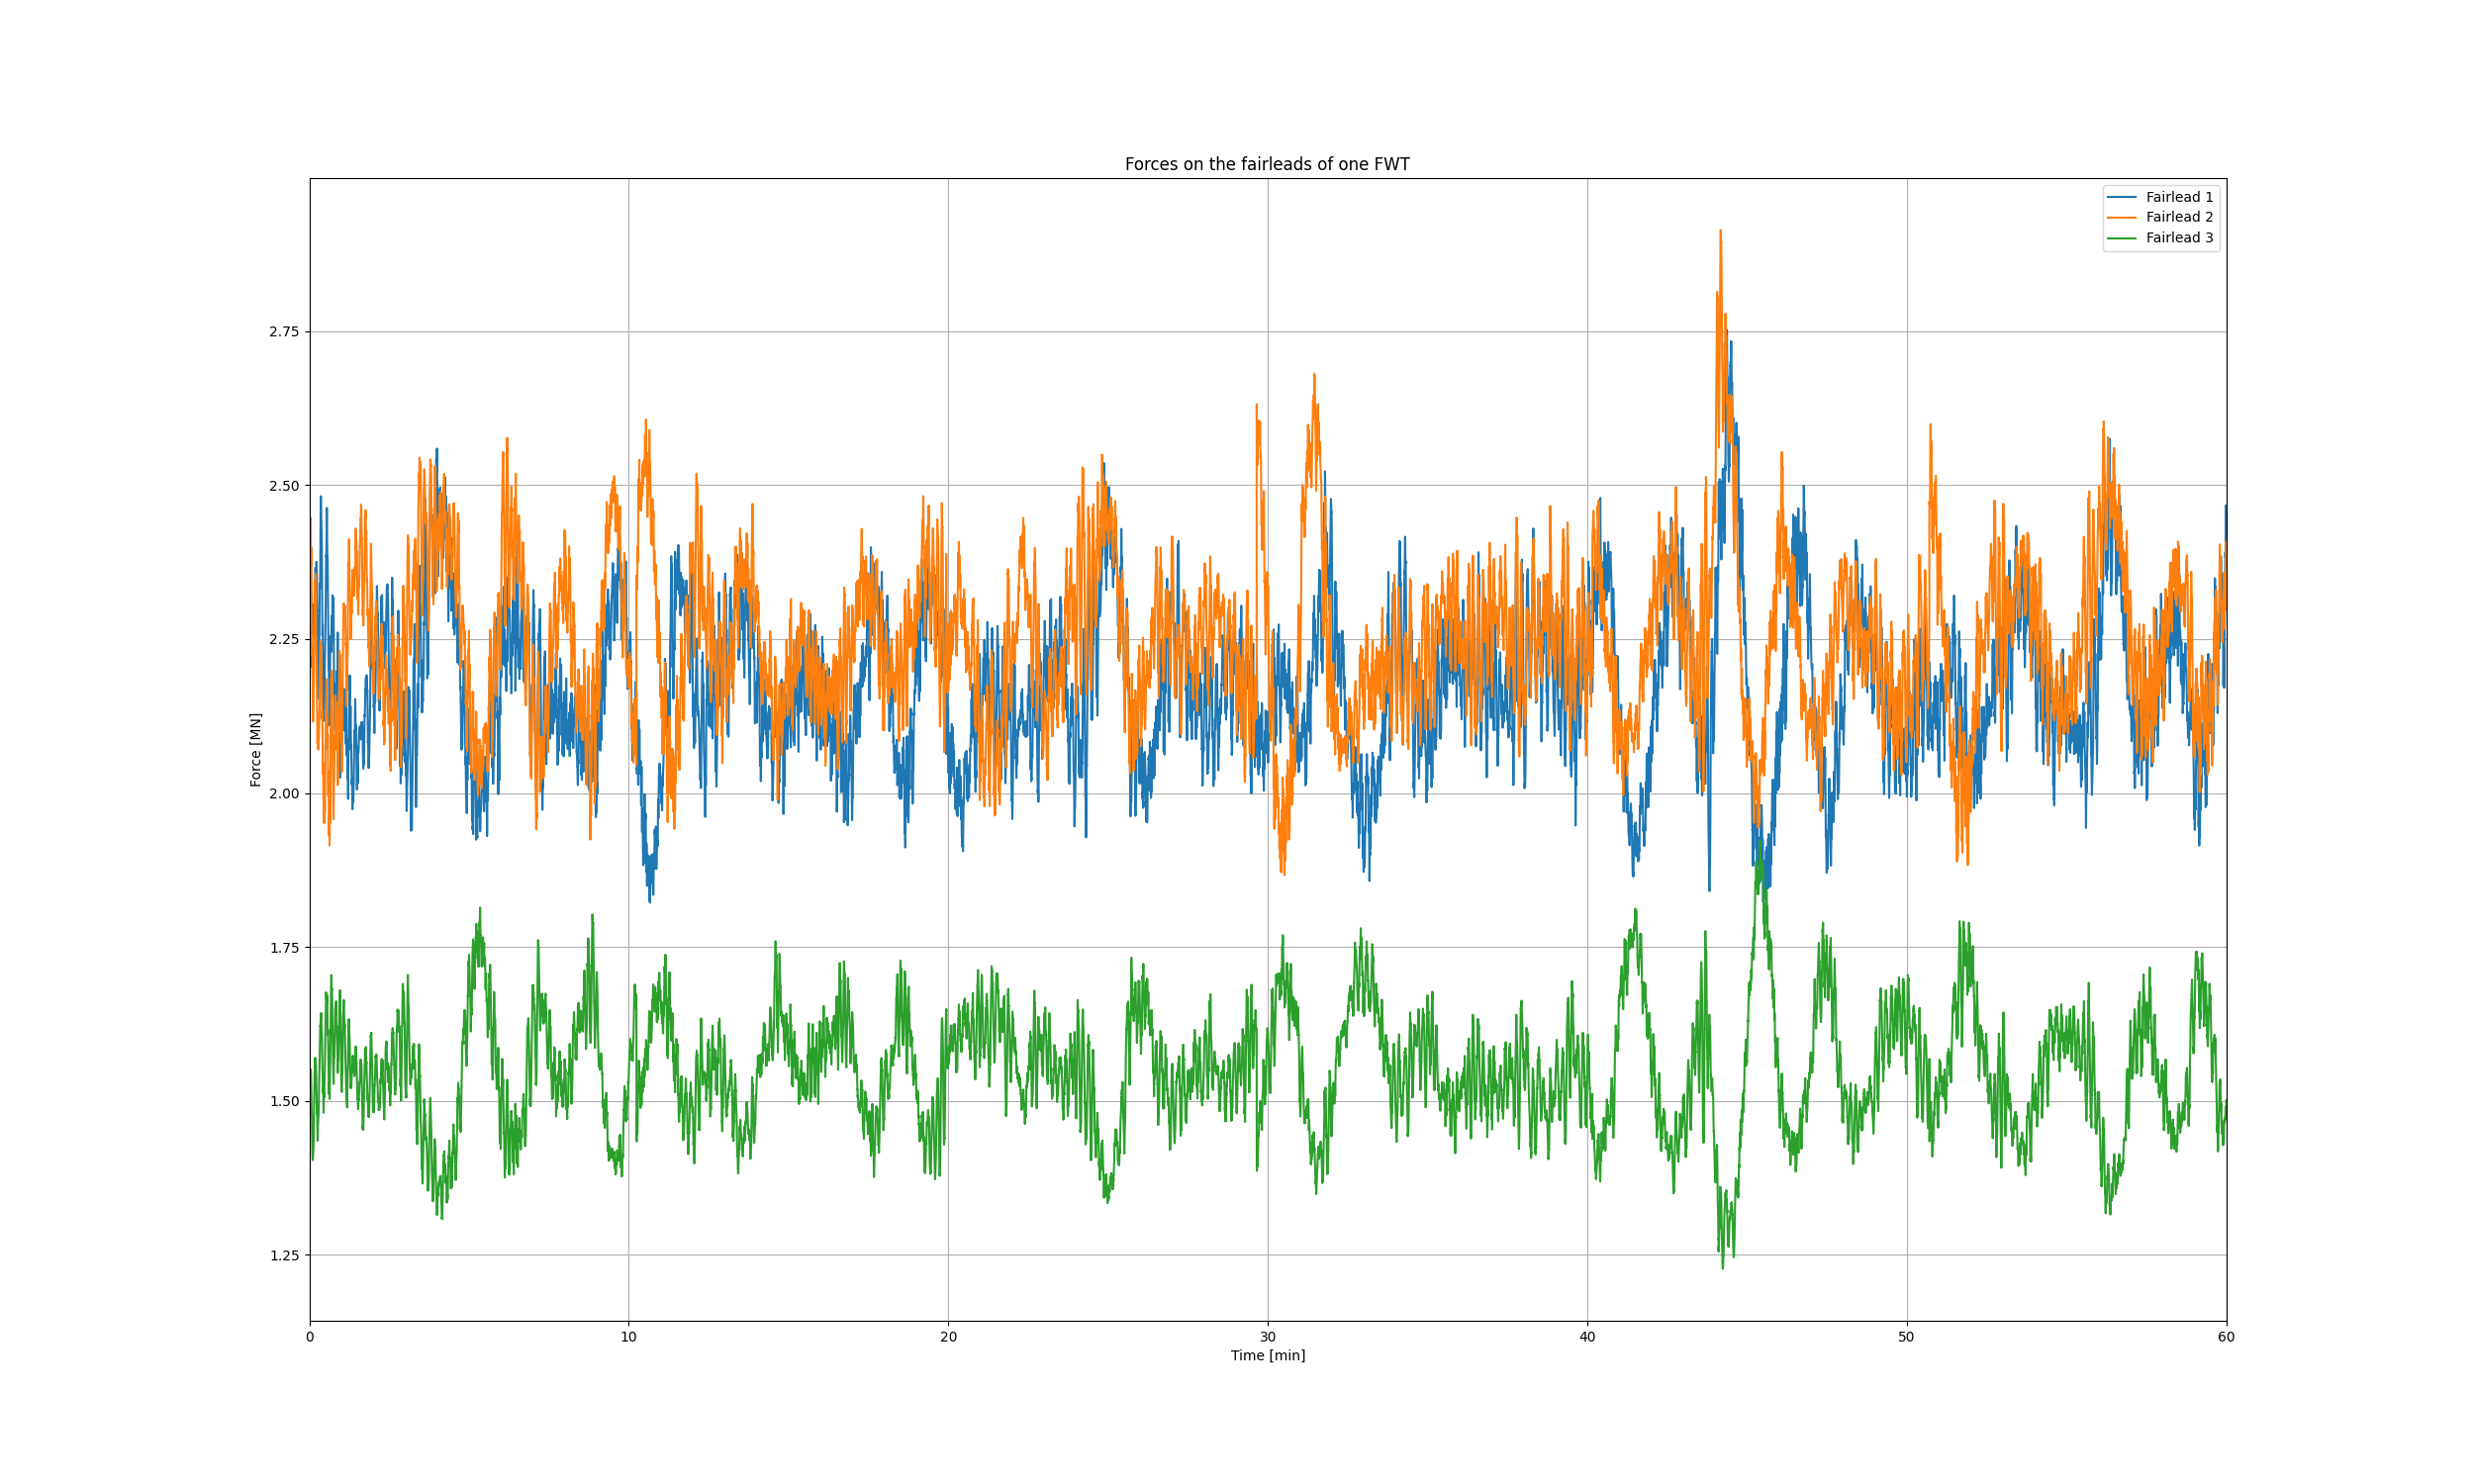 Forces on the fairleads of one FWT
Fairlead 1
Fairlead 2
Fairlead 3
Force [MN]
2.75
2.50
2.25
2.00
1.75
1.50
1.25
0 10 20 30 40 50 60
Time [min]